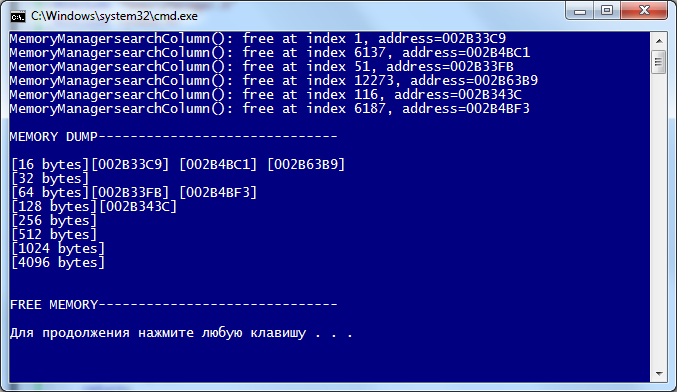 C:\Windows\system32\cmd.exe
MemoryManagersearchColumn(): free at index 1, address=002B33C9
MemoryManagersearchColumn(): free at index 6137, address=002B4BC1
MemoryManagersearchColumn(): free at index 51, address=002B33FB
MemoryManagersearchColumn(): free at index 12273, address=002B63B9
MemoryManagersearchColumn(): free at index 116, address=002B343C
MemoryManagersearchColumn(): free at index 6187, address=002B4BF3
MEMORY DUMP------------------------------
[16 bytes][002B33C9] [002B4BC1] [002B63B9]
[32 bytes]
[64 bytes][002B33FB] [002B4BF3]
[128 bytes][002B343C]
[256 bytes]
[512 bytes]
[1024 bytes]
[4096 bytes]
FREE MEMORY------------------------------
Для продолжения нажмите любую клавишу . . .